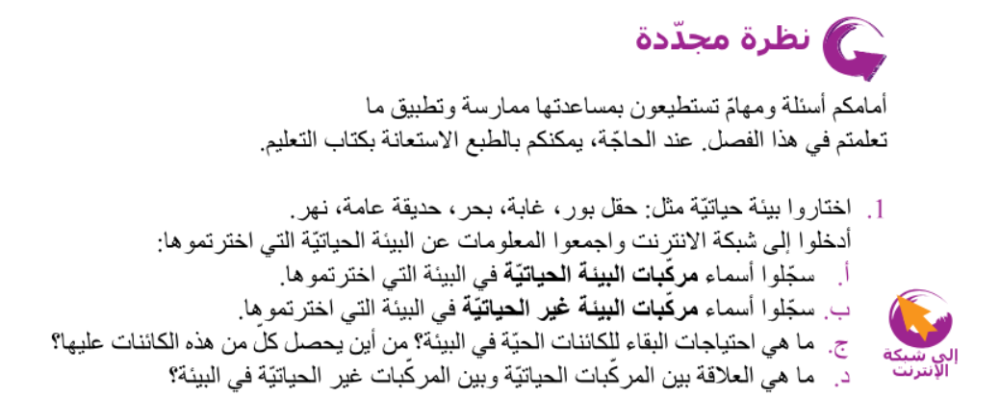 نظرة مجدّدة
أمامكم أسئلة ومهامّ تستطيعون بمساعدتها ممارسة وتطبيق ما
تعلمتم في هذا الفصل. عند الحاجّة، يمكنكم بالطبع الاستعانة بكتاب التعليم.
1. اختاروا بيئة حياتيّة مثل: حقل بور، غابة، بحر، حديقة عامة، نهر.
أدخلوا إلى شبكة الانترنت واجمعوا المعلومات عن البيئة الحياتيّة التي اخترتموها:
أ. سجّلوا أسماء مركّبات البيئة الحياتيّة في البيئة التي اخترتموها.
ب. سجّلوا أسماء مركّبات البيئة غير الحياتيّة في البيئة التي اخترتموها.
ج. ما هي احتياجات البقاء للكائنات الحيّة في البيئة؟ من أين يحصل كلّ من هذه الكائنات عليها؟
د. ما هي العلاقة بين المركّبات الحياتيّة وبين المركّبات غير الحياتيّة في البيئة؟
إلى شبكة
الإنترنت